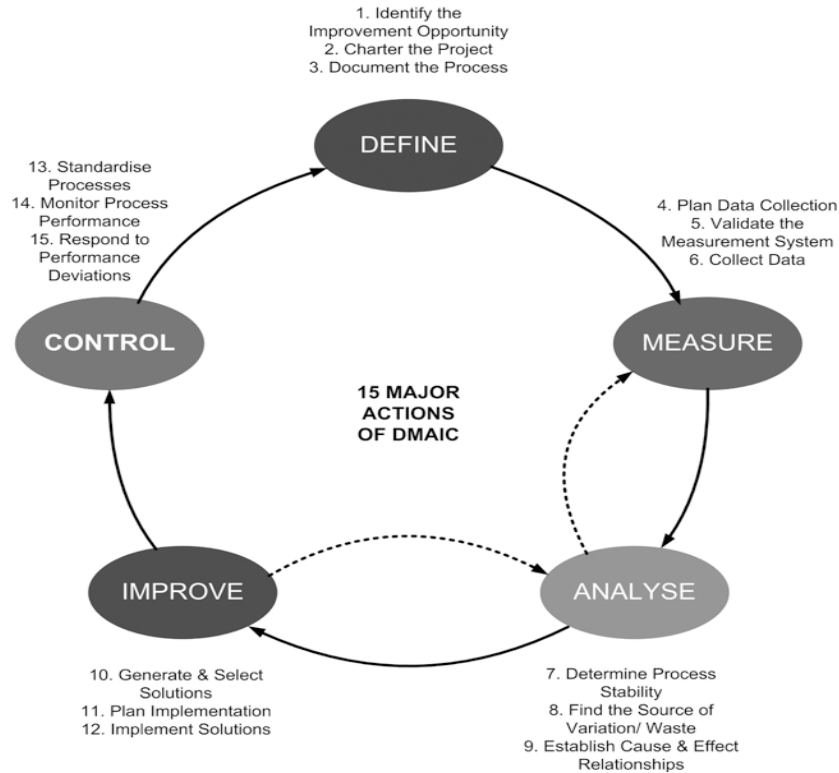 1. Identify the
Improvement Opportunity
2. Charter the Project
3. Document the Process
DEFINE
4. Plan Data Collection
5. Validate the
Measurement System
6. Collect Data
MEASURE
7. Determine Process
Stability
8. Find the Source of
Variation/ Waste
9. Establish Cause & Effect
Relationships
ANALYSE
10. Generate & Select
Solutions
11. Plan Implementation
12. Implement Solutions
IMPROVE
13. Standardise
Processes
14. Monitor Process
Performance
15. Respond to
Performance
Deviations
CONTROL
15 MAJOR
ACTIONS
OF DMAIC